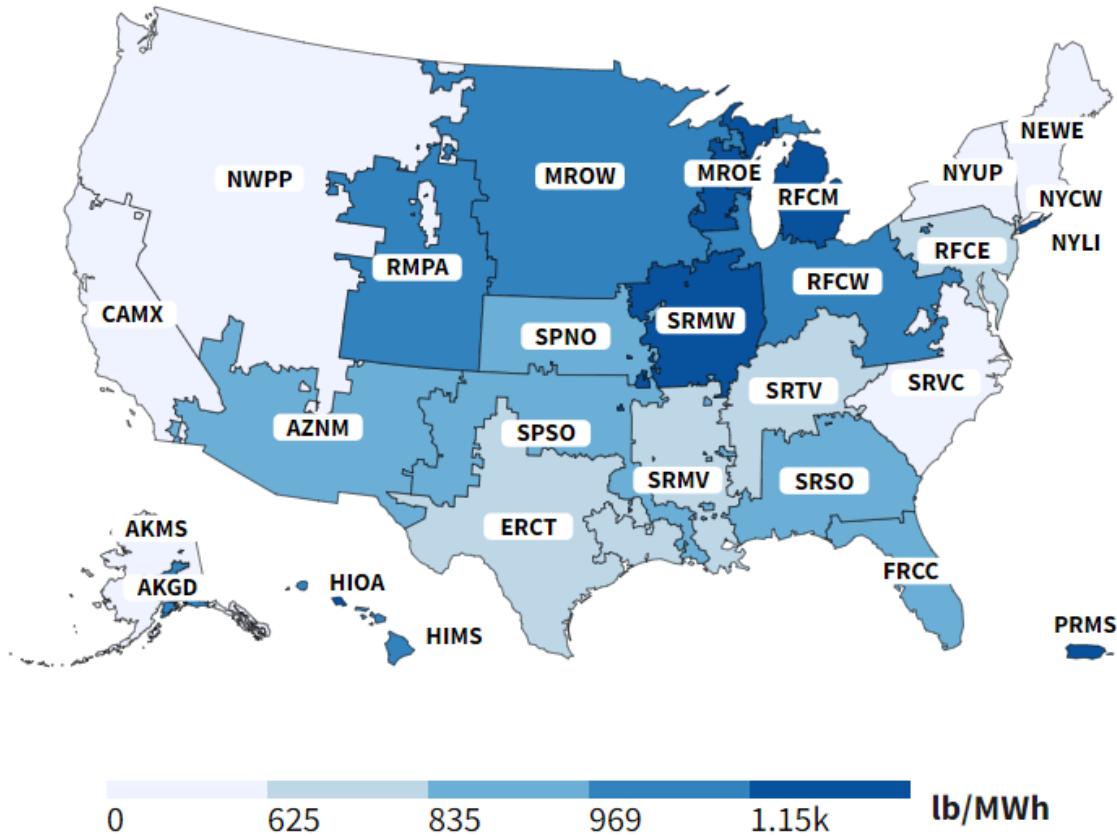 NEWE
NWPP
MROW
MROE
NYUP
RFCM
NYCW
RFCE
NYLI
RMPA
RFCW
CAMX
SPNO
SRMW
SRTV
SRVC
AZNM
SPSO
SRMV
SRSO
ERCT
AKMS
FRCC
AKGD
HIOA
HIMS
PRMS
0 625 835 969 1.15k lb/MWh